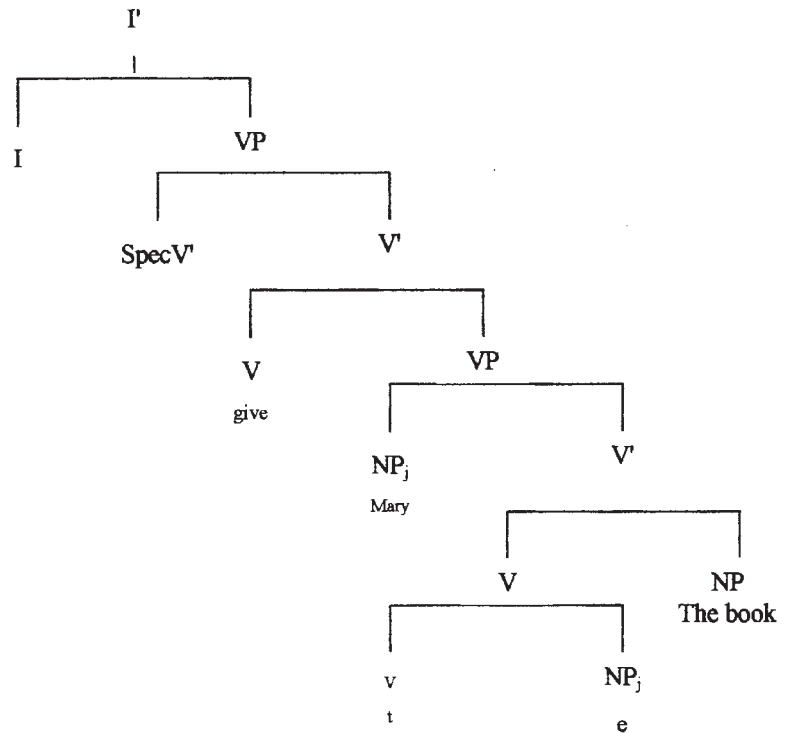 I'
I VP
SpecV' V'
V VP
give
NPj V'
Mary
V NP
The book
V NPj
t e